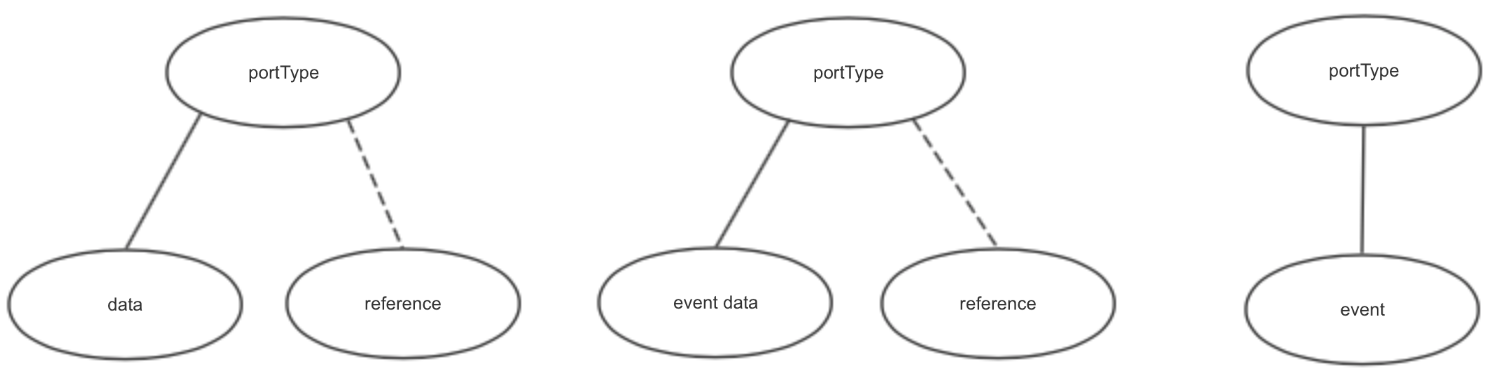 portType
portType
portType
data
reference
event data
reference
event